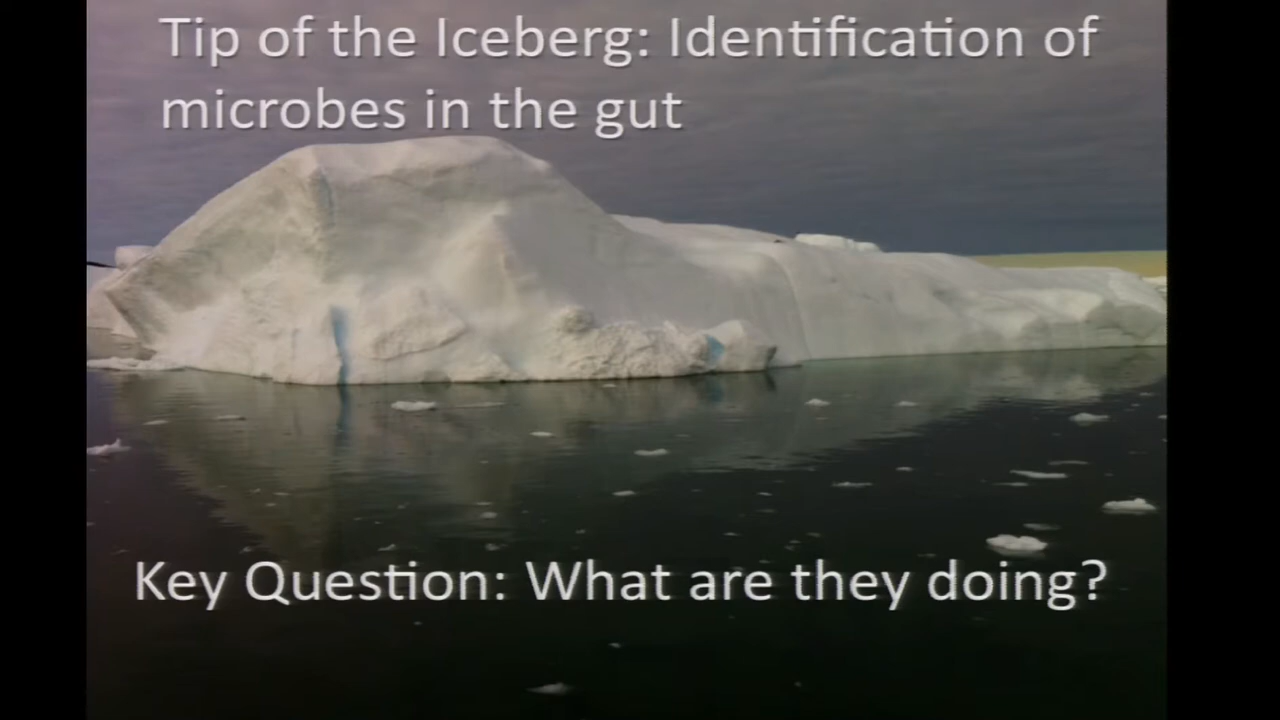 Tip of the Iceberg: Identification of
microbes in the gut
Key Question: What are they doing?